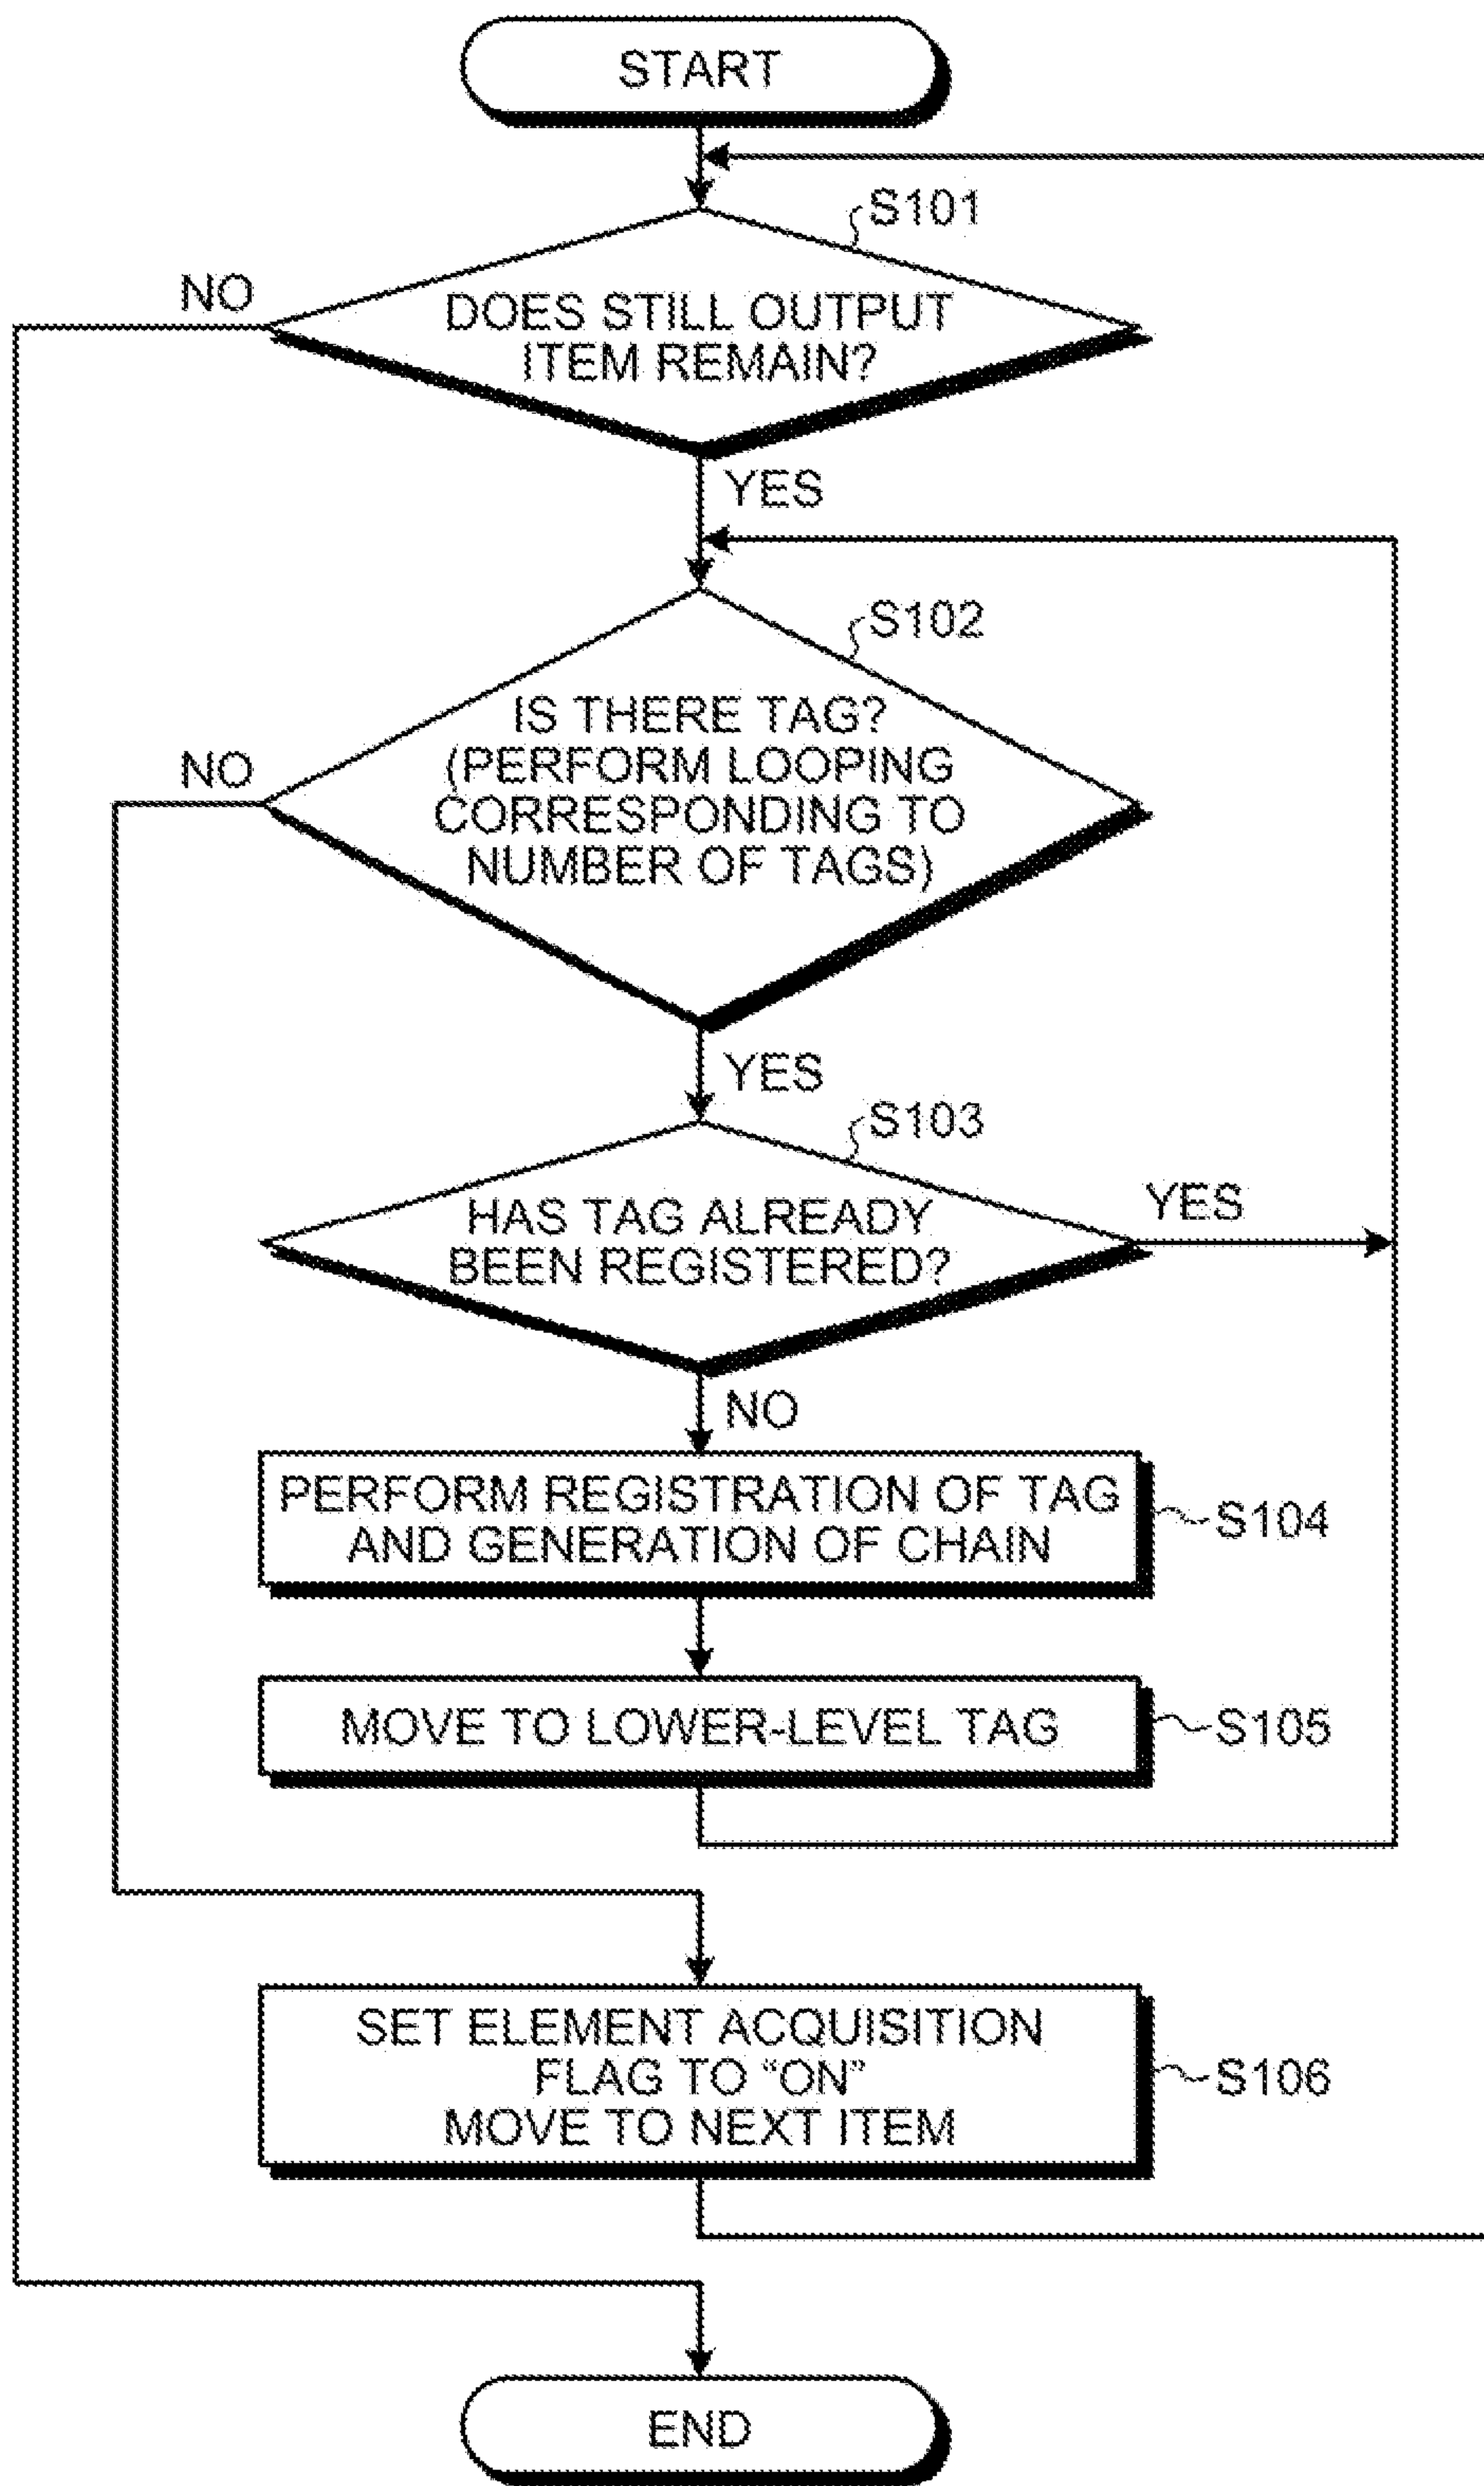 START
S101
NO
DOES STILL OUTPUT
ITEM REMAIN?
YES
S102
IS THERE TAG?
(PERFORM LOOPING
CORRESPONDING TO
NUMBER OF TAGS)
NO
YES
S103
HAS TAG ALREADY
BEEN REGISTERED?
YES
NO
PERFORM REGISTRATION OF TAG
AND GENERATION OF CHAIN
S104
MOVE TO LOWER-LEVEL TAG
S105
SET ELEMENT ACQUISITION
FLAG TO “ON”
MOVE TO NEXT ITEM
S106
END